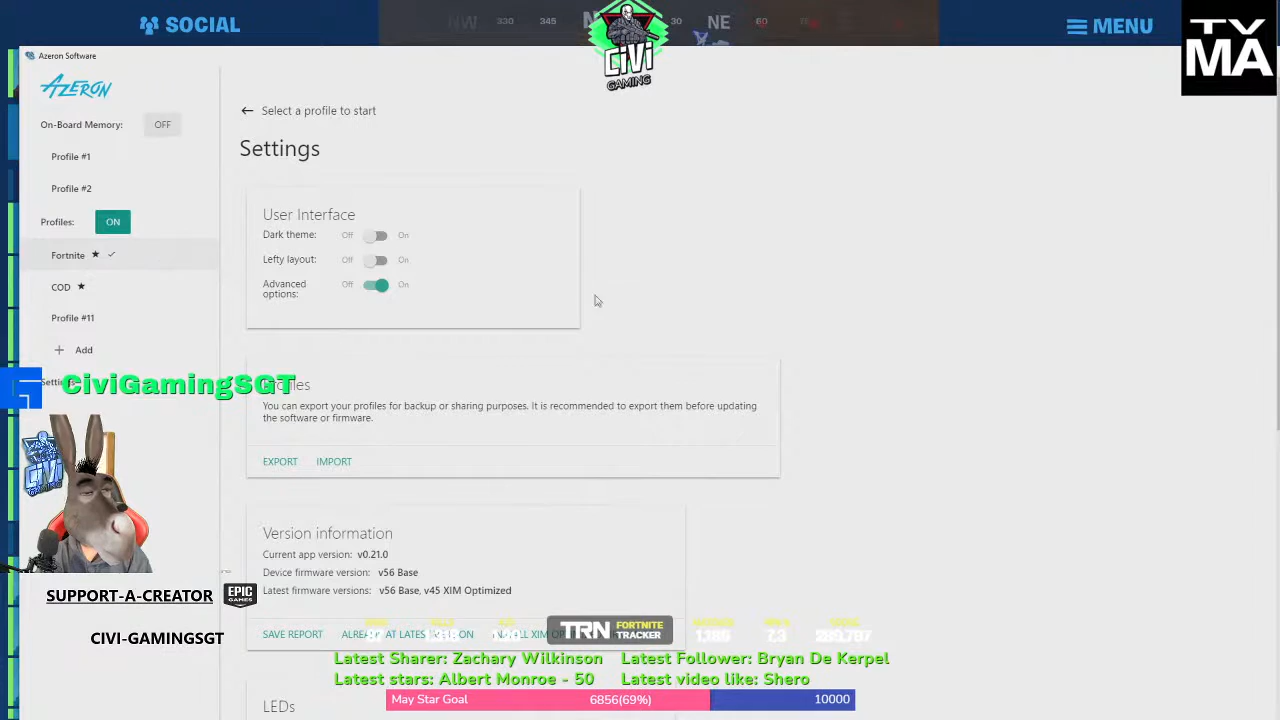 SOCIAL
NW
330
345
30
NE
60
MENU
TV
MA
CiVi
GAMING
Azeron Software
AZERON
On-Board Memory:
OFF
Profile #1
Profile #2
Profiles:
ON
Fortnite
COD
Profile #11
Add
Select a profile to start
Settings
User Interface
Dark theme:
Off
On
Lefty layout:
Off
On
Advanced
options:
Off
On
CiviGamingSGT
You can export your profiles for backup or sharing purposes. It is recommended to export them before updating
the software or firmware.
EXPORT
IMPORT
Version information
Current app version: v0.21.0
Device firmware version: v56 Base
Latest firmware versions: v56 Base, v45 XIM Optimized
SAVE REPORT
SUPPORT-A-CREATOR
EPIC
GAMES
CIVI-GAMINGSGT
TRN
FORTNITE
TRACKER
Latest Sharer: Zachary Wilkinson
Latest Follower: Bryan De Kerpel
Latest stars: Albert Monroe - 50
Latest video like: Shero
May Star Goal
6856(69%)
10000
LEDs